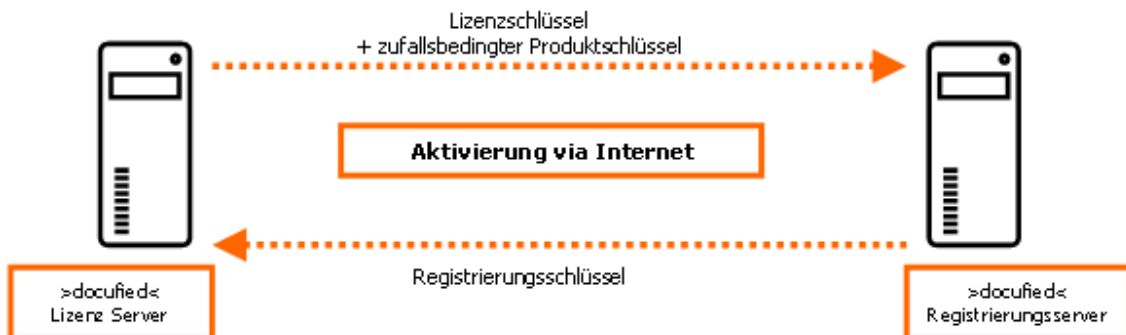 Lizenzschlüssel
+ zufallsbedingter Produktschlüssel
Aktivierung via Internet
Registrierungsschlüssel
>docufied<
Lizenz Server
>docufied<
Registrierungsserver